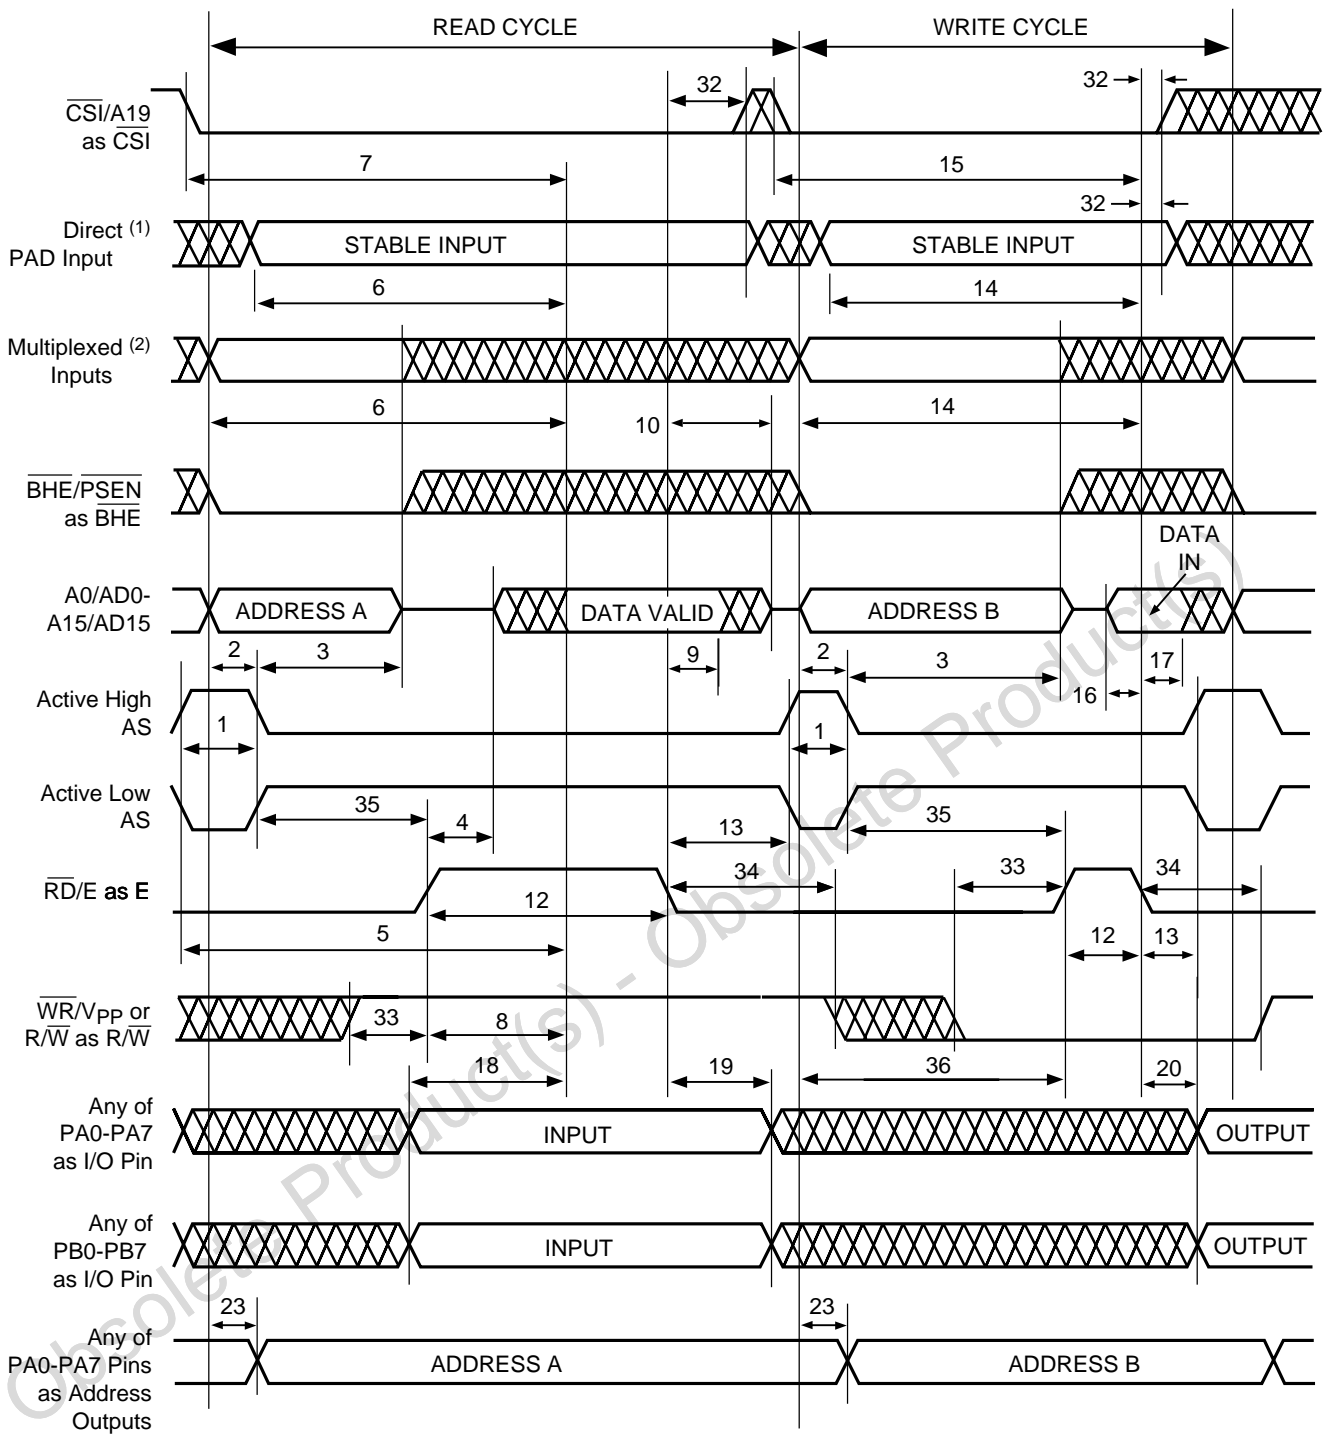 READ CYCLE
WRITE CYCLE
32
32
CSI/A19
as CSI
7
15
32
Direct (1)
PAD Input
STABLE INPUT
STABLE INPUT
6
14
Multiplexed (2)
Inputs
6
10
14
BHE/PSEN
as BHE
DATA
IN
A0/AD0-
A15/AD15
ADDRESS A
DATA VALID
ADDRESS B
2
3
9
2
3
17
16
Active High
AS
1
1
Active Low
AS
35
4
13
35
RD/E as E
12
34
33
34
5
12
13
WR/VPP or
R/W as R/W
33
8
18
19
36
20
Any of
PA0-PA7
as I/O Pin
INPUT
OUTPUT
Any of
PB0-PB7
as I/O Pin
INPUT
OUTPUT
23
23
Any of
PA0-PA7 Pins
as Address
Outputs
ADDRESS A
ADDRESS B
Obsolete Product(s) - Obsolete Product(s)